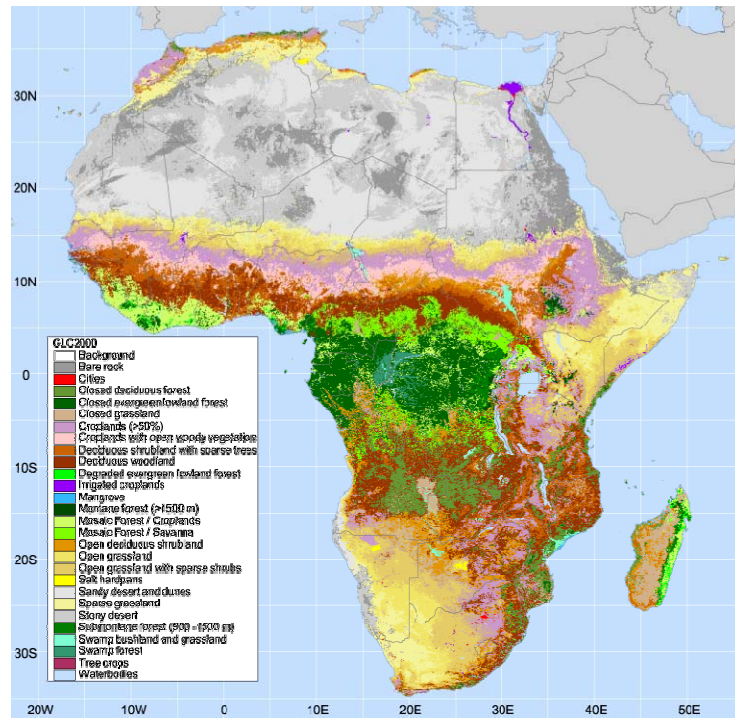 30N
20N
10N
0
10S
20S
30S
GLC2000
Background
Bare rock
Cities
Closed deciduous forest
Closed evergreen lowland forest
Closed grassland
Croplands (>50%)
Croplands with open woody vegetation
Deciduous shrubland with sparse trees
Deciduous woodland
Degraded evergreen lowland forest
Irrigated croplands
Mangrove
Montane forest (>1500 m)
Mosaic Forest / Croplands
Mosaic Forest / Savanna
Open deciduous shrubland
Open grassland
Open grassland with sparse shrubs
Salt hardpans
Sandy desert and dunes
Sparse grassland
Stony desert
Submontane forest (900 -1500 m)
Swamp bushland and grassland
Swamp forest
Tree crops
Waterbodies
20W 10W 0 10E 20E 30E 40E 50E